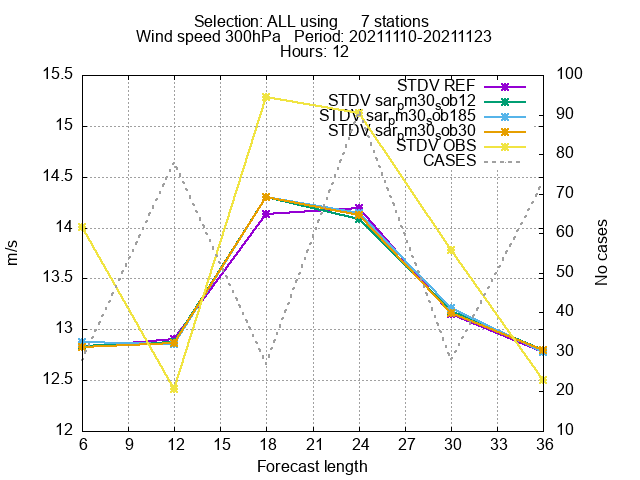 Selection: ALL using 7 stations
Wind speed 300hPa Period: 20211110-20211123
Hours: 12
STDV REF
STDV sarpm30sob12
STDV sarpm30sob185
STDV sarpm30sob30
STDV OBS
CASES
15.5
15
14.5
14
13.5
13
12.5
12
m/s
100
90
80
70
60
50
40
30
20
10
No cases
6 9 12 15 18 21 24 27 30 33 36
Forecast length